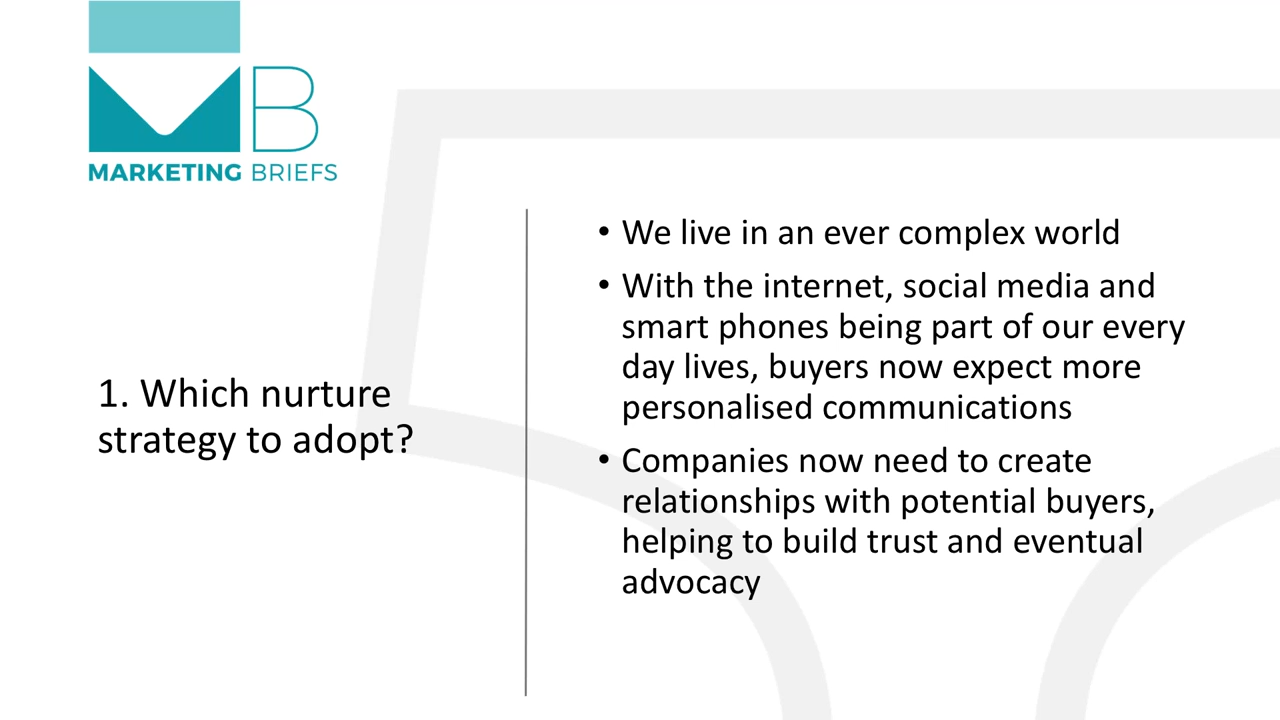 B
MARKETING BRIEFS
1. Which nurture
strategy to adopt?
• We live in an ever complex world
• With the internet, social media and
smart phones being part of our every
day lives, buyers now expect more
personalised communications
• Companies now need to create
relationships with potential buyers,
helping to build trust and eventual
advocacy